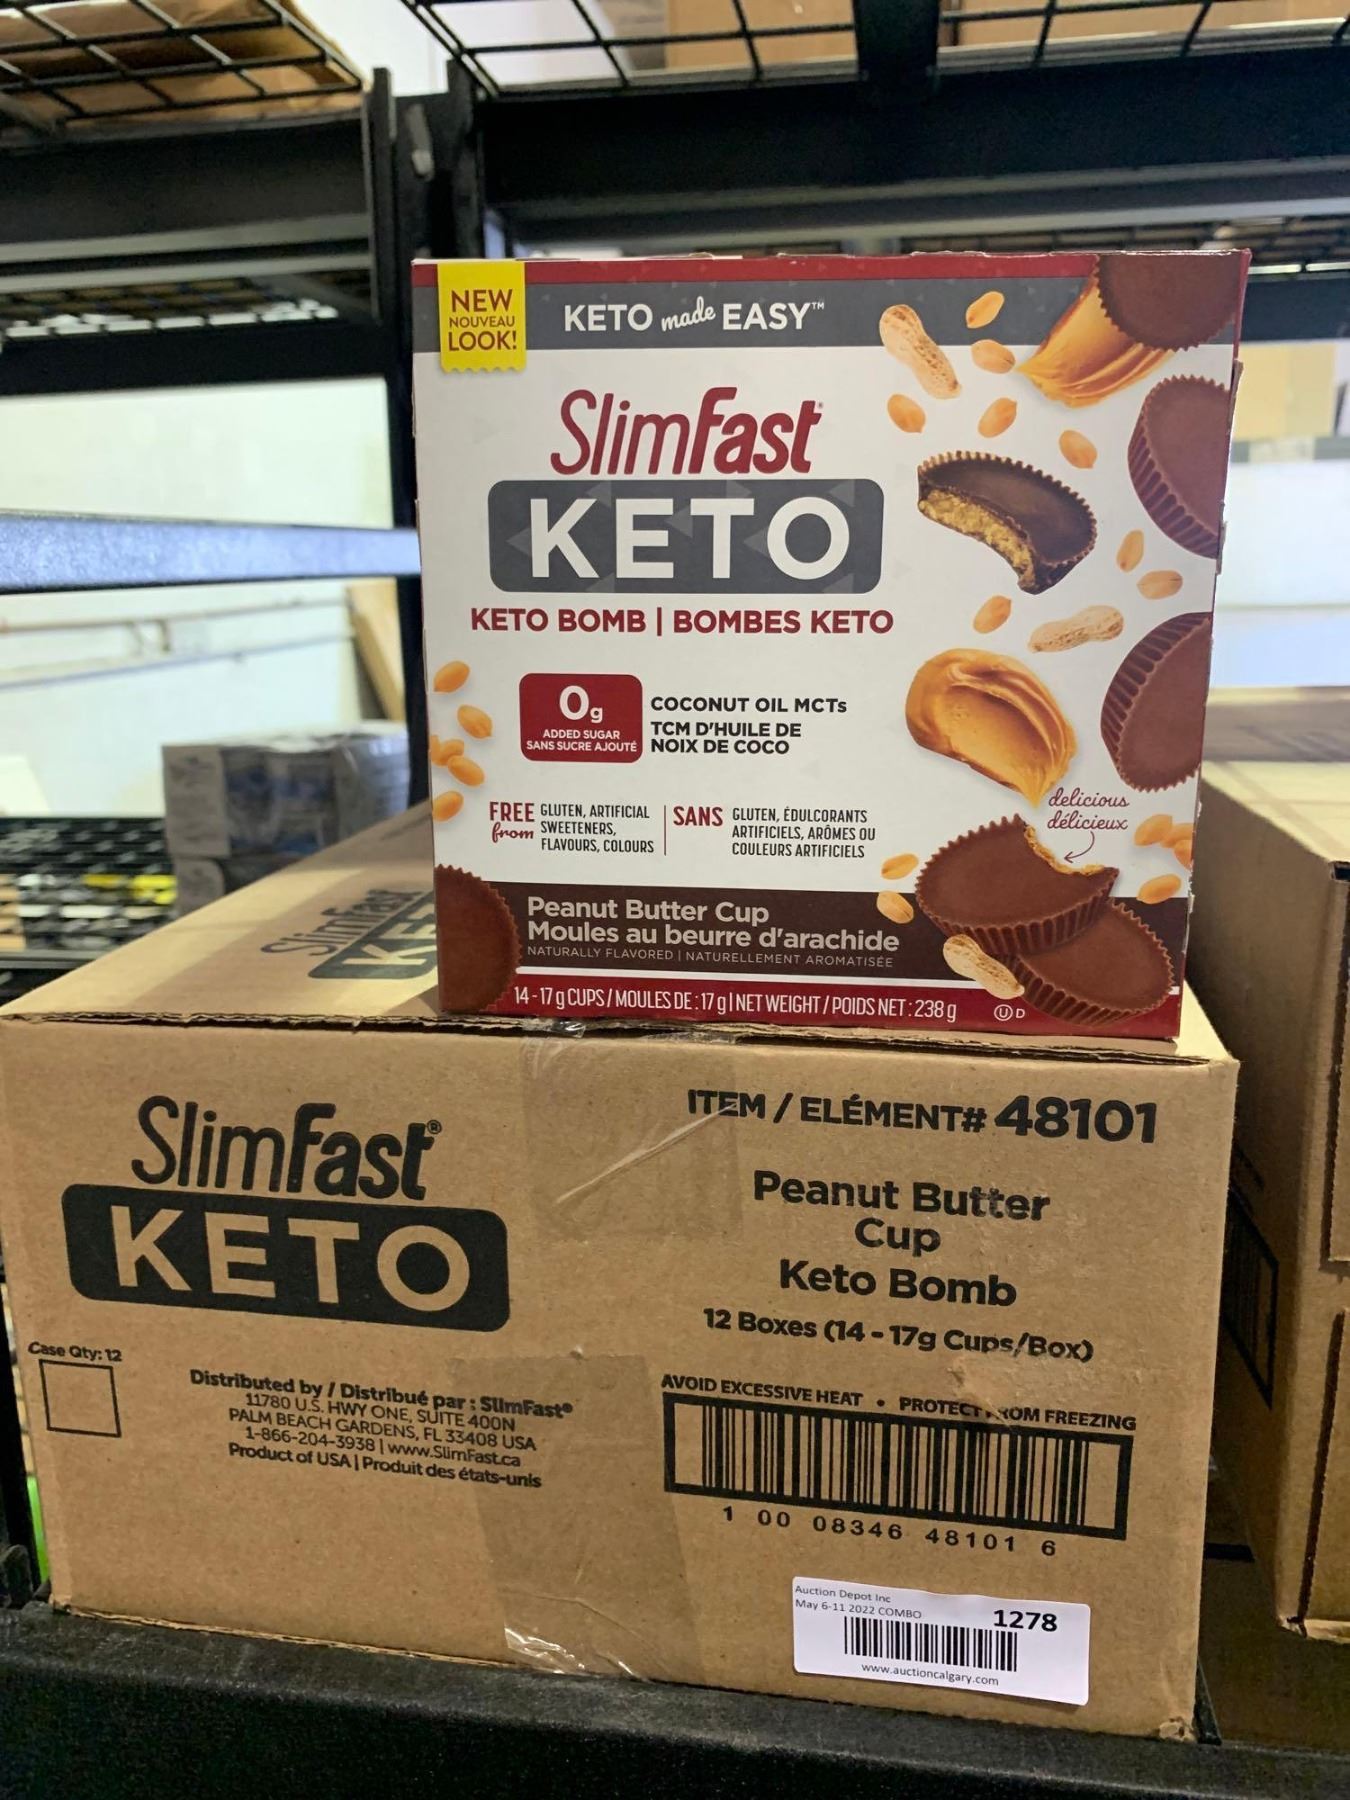 NEW
NOUVEAU
LOOK!
KETO made EASY™
SlimFast®
KETO
KETO BOMB | BOMBES KETO
0g
ADDED SUGAR
SANS SUCRE AJOUTÉ
COCONUT OIL MCTs
TCM D'HUILE DE
NOIX DE COCO
FREE from GLUTEN, ARTIFICIAL
SWEETENERS,
FLAVOURS, COLOURS
SANS GLUTEN, ÉDULCORANTS
ARTIFICIELS, ARÔMES OU
COULEURS ARTIFICIELS
delicious
délicieux
Peanut Butter Cup
Moules au beurre d'arachide
NATURALLY FLAVORED | NATURELLEMENT AROMATISÉE
14 - 17 g CUPS / MOULES DE : 17 g | NET WEIGHT / POIDS NET : 238 g
U D
SlimFast
KE
SlimFast®
KETO
ITEM / ELÉMENT# 48101
Peanut Butter
Cup
Keto Bomb
12 Boxes (14 - 17g Cups/Box)
Case Qty: 12
Distributed by / Distribué par : SlimFast®
11780 U.S. HWY ONE, SUITE 400N
PALM BEACH GARDENS, FL 33408 USA
1-866-204-3938 | www.SlimFast.ca
Product of USA | Produit des états-unis
AVOID EXCESSIVE HEAT • PROTECT FROM FREEZING
1 00 08346 48101 6
Auction Depot Inc
May 6-11 2022 COMBO
1278
www.auctioncalgary.com